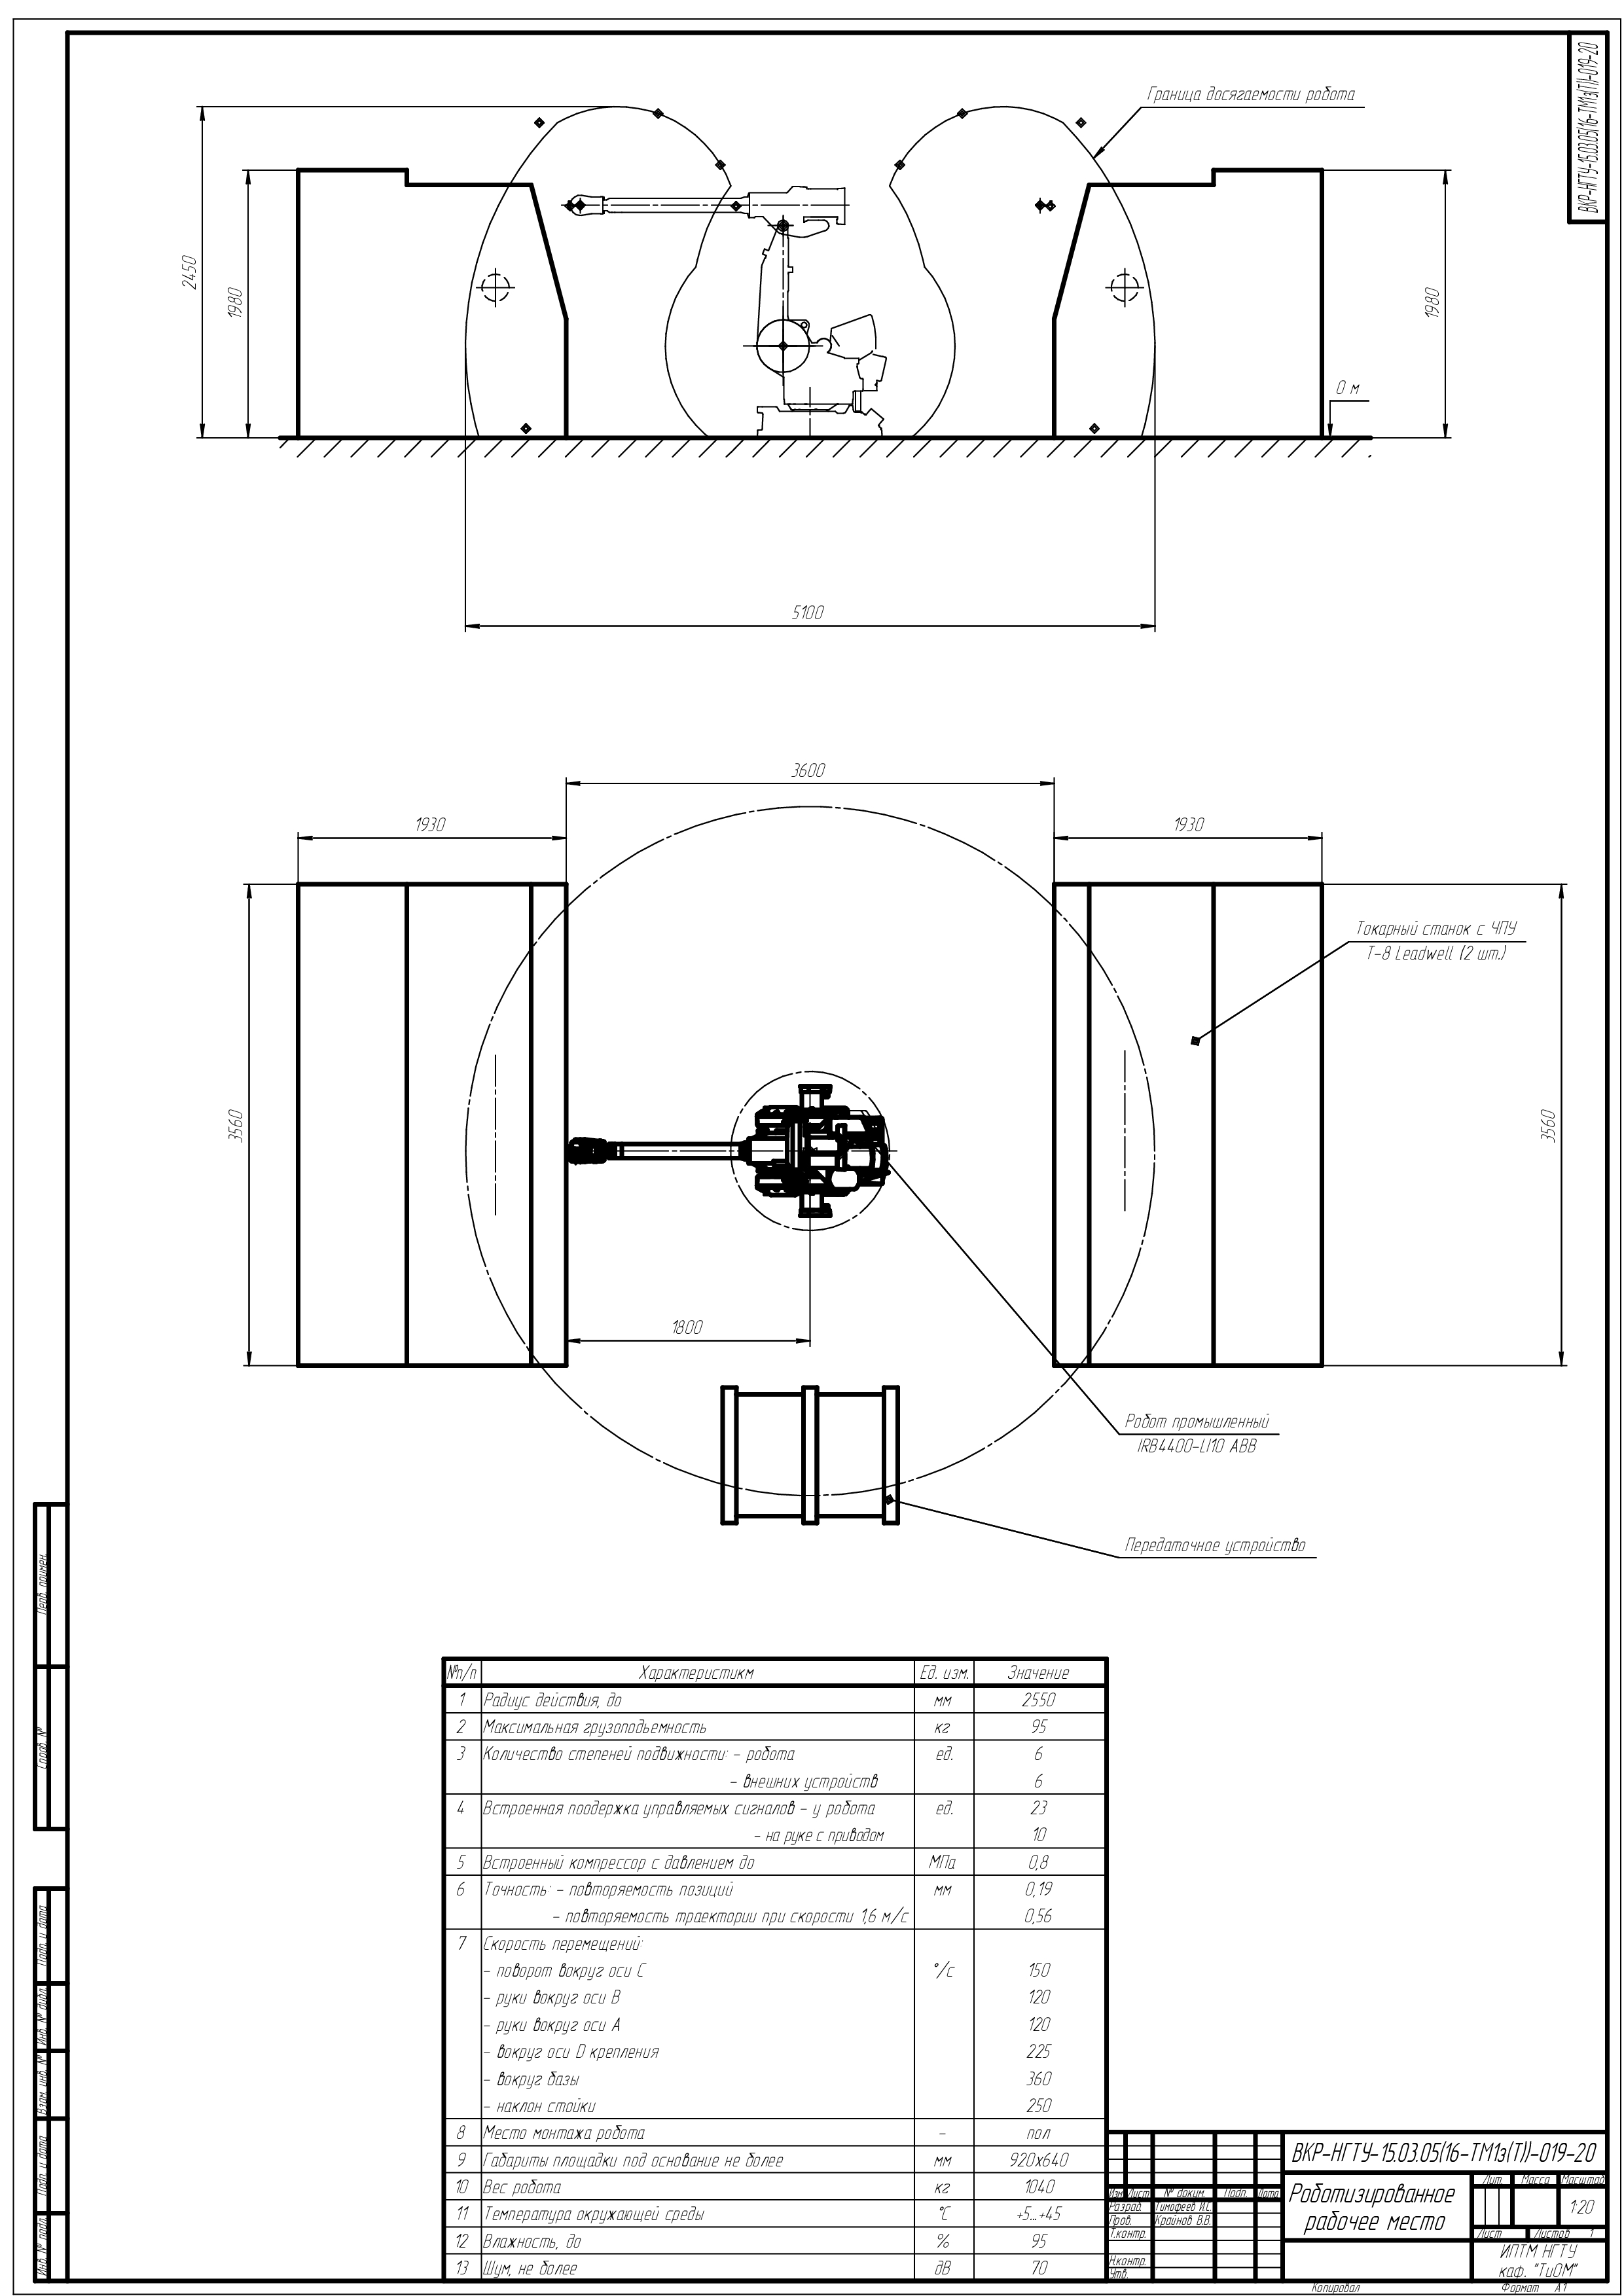 ВКР-НГТУ-15.03.05(16-ТМ1з(Т))-019-20
Граница досягаемости робота
2450
1980
1980
0 м
5100
3600
1930
1930
Токарный станок с ЧПУ
Т-8 Leadwell (2 шт.)
3560
3560
1800
Робот промышленный
IRB4400-L110 ABB
Передаточное устройство
№п/п Характеристикм Ед. изм. Значение
1 Радиус действия, до мм 2550
2 Максимальная грузоподьемность кг 95
3 Количество степеней подвижности: - робота ед. 6
- внешних устройств 6
4 Встроенная поодержка управляемых сигналов - у робота ед. 23
- на руке с приводом 10
5 Встроенный компрессор с давлением до МПа 0,8
6 Точность: - повторяемость позиций мм 0,19
- повторяемость траектории при скорости 1,6 м/с 0,56
7 Скорость перемещений:
- поворот вокруг оси С °/с 150
- руки вокруг оси В 120
- руки вокруг оси А 120
- вокруг оси D крепления 225
- вокруг базы 360
- наклон стойки 250
8 Место монтажа робота - пол
9 Габариты площадки под основание не более мм 920х640
10 Вес робота кг 1040
11 Температура окружающей среды °С +5...+45
12 Влажность, до % 95
13 Шум, не более дВ 70
Перв. примен.
Справ. №
Подп. и дата
Инв. № дубл.
Взам. инв. №
Подп. и дата
Инв. № подл.
ВКР-НГТУ-15.03.05(16-ТМ1з(Т))-019-20
Изм. Лист № докум. Подп. Дата
Разраб. Тимофеев И.С.
Пров. Крайнов В.В.
Т.контр.
Н.контр.
Утв.
Роботизированное
рабочее место
Лит. Масса Масштаб
1:20
Лист Листов 1
ИПТМ НГТУ
каф. "ТиОМ"
Копировал Формат А1